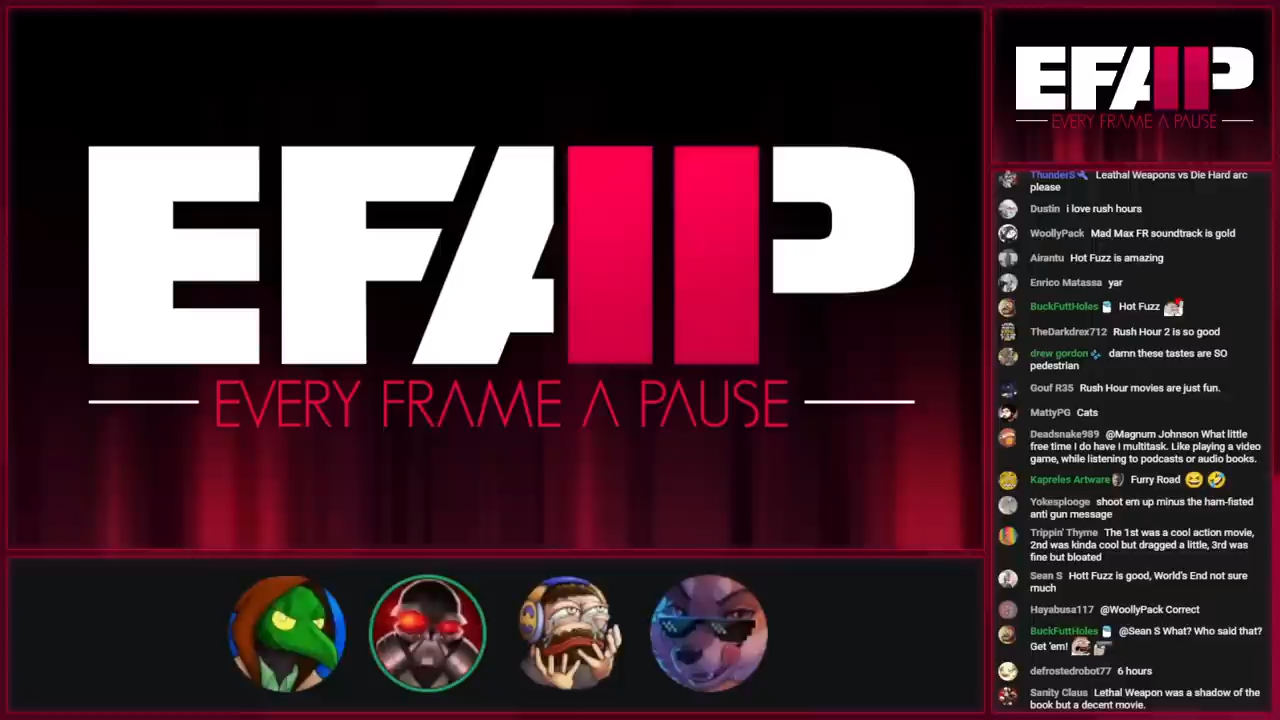 EFAP
EVERY FRAME A PAUSE
EFAP
EVERY FRAME A PAUSE
ThunderS Leathal Weapons vs Die Hard arc
please
Dustin i love rush hours
WoollyPack Mad Max FR soundtrack is gold
Airantu Hot Fuzz is amazing
Enrico Matassa yar
BuckFuttHoles Hot Fuzz
TheDarkdrex712 Rush Hour 2 is so good
drew gordon damn these tastes are SO
pedestrian
Gouf R35 Rush Hour movies are just fun.
MattyPG Cats
Deadsnake989 @Magnum Johnson What little
free time I do have I multitask. Like playing a video
game, while listening to podcasts or audio books.
Kapreles Artware Furry Road 😆 🤣
Yokesplooge shoot em up minus the ham-fisted
anti gun message
Trippin' Thyme The 1st was a cool action movie,
2nd was kinda cool but dragged a little, 3rd was
fine but bloated
Sean S Hott Fuzz is good, World's End not sure
much
Hayabusa117 @WoollyPack Correct
BuckFuttHoles @Sean S What? Who said that?
Get 'em!
defrostedrobot77 6 hours
Sanity Claus Lethal Weapon was a shadow of the
book but a decent movie.